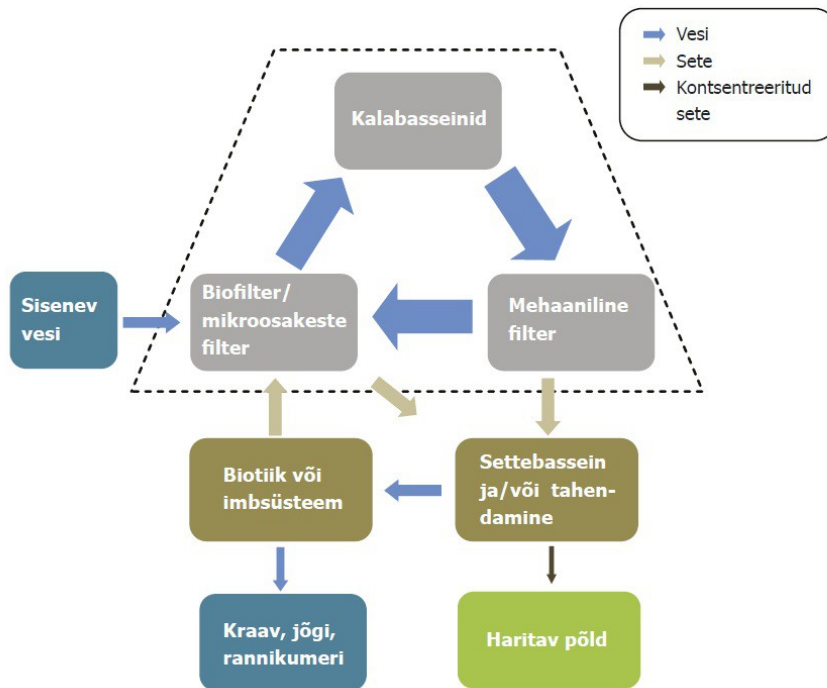 Vesi
Sete
Kontsentreeritud
sete
Kalabasseinid
Sisenev
vesi
Biofilter/
mikroosakeste
filter
Mehaaniline
filter
Biotiik või
imbsüsteem
Settebassein
ja/või tahen-
damine
Kraav, jõgi,
rannikumeri
Haritav põld